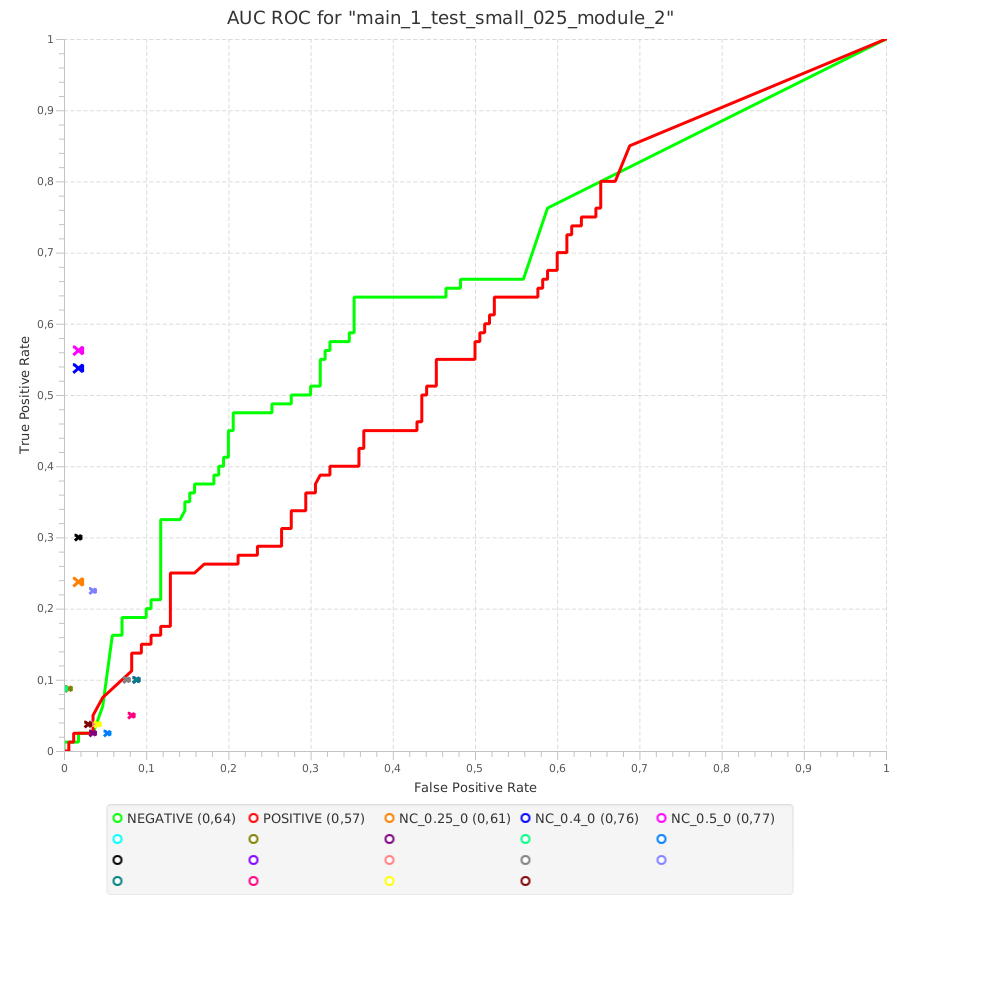 AUC ROC for "main_1_test_small_025_module_2"
1
0,9
0,8
0,7
0,6
0,5
0,4
0,3
0,2
0,1
0
True Positive Rate
0 0,1 0,2 0,3 0,4 0,5 0,6 0,7 0,8 0,9 1
False Positive Rate
NEGATIVE (0,64) POSITIVE (0,57) NC_0.25_0 (0,61) NC_0.4_0 (0,76) NC_0.5_0 (0,77)